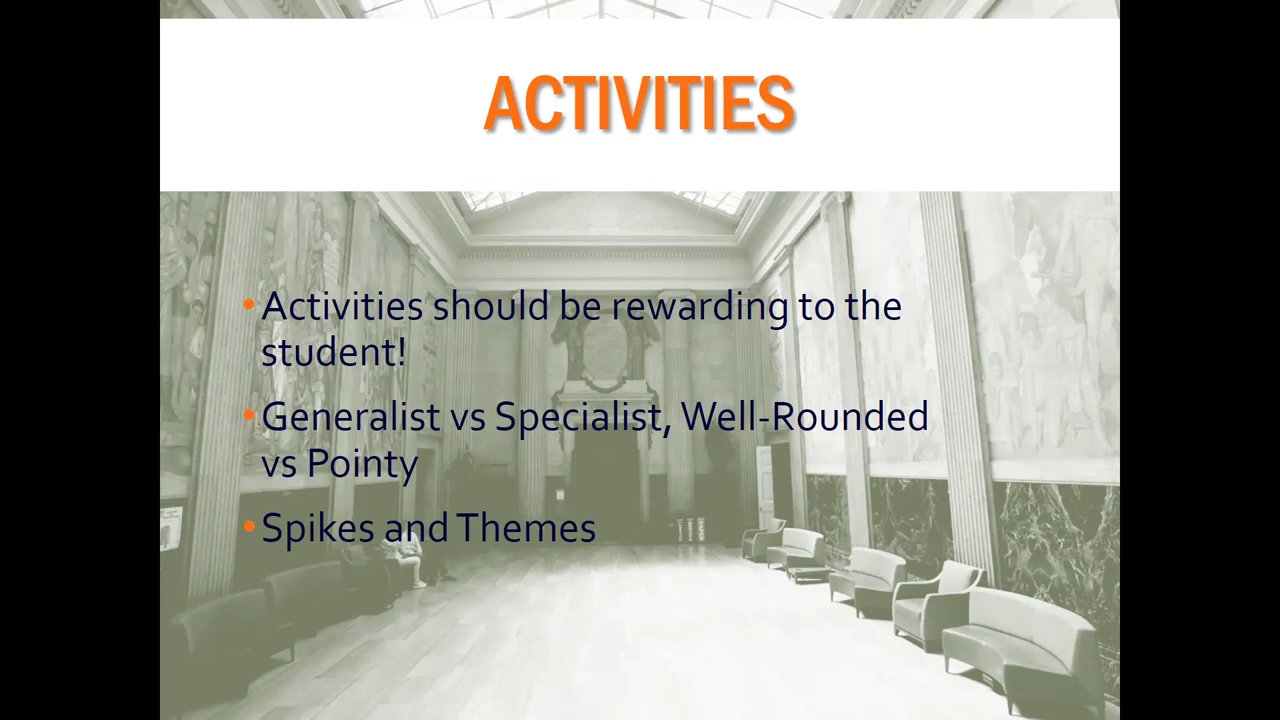 ACTIVITIES
•Activities should be rewarding to the
student!
•Generalist vs Specialist, Well-Rounded
vs Pointy
•Spikes and Themes